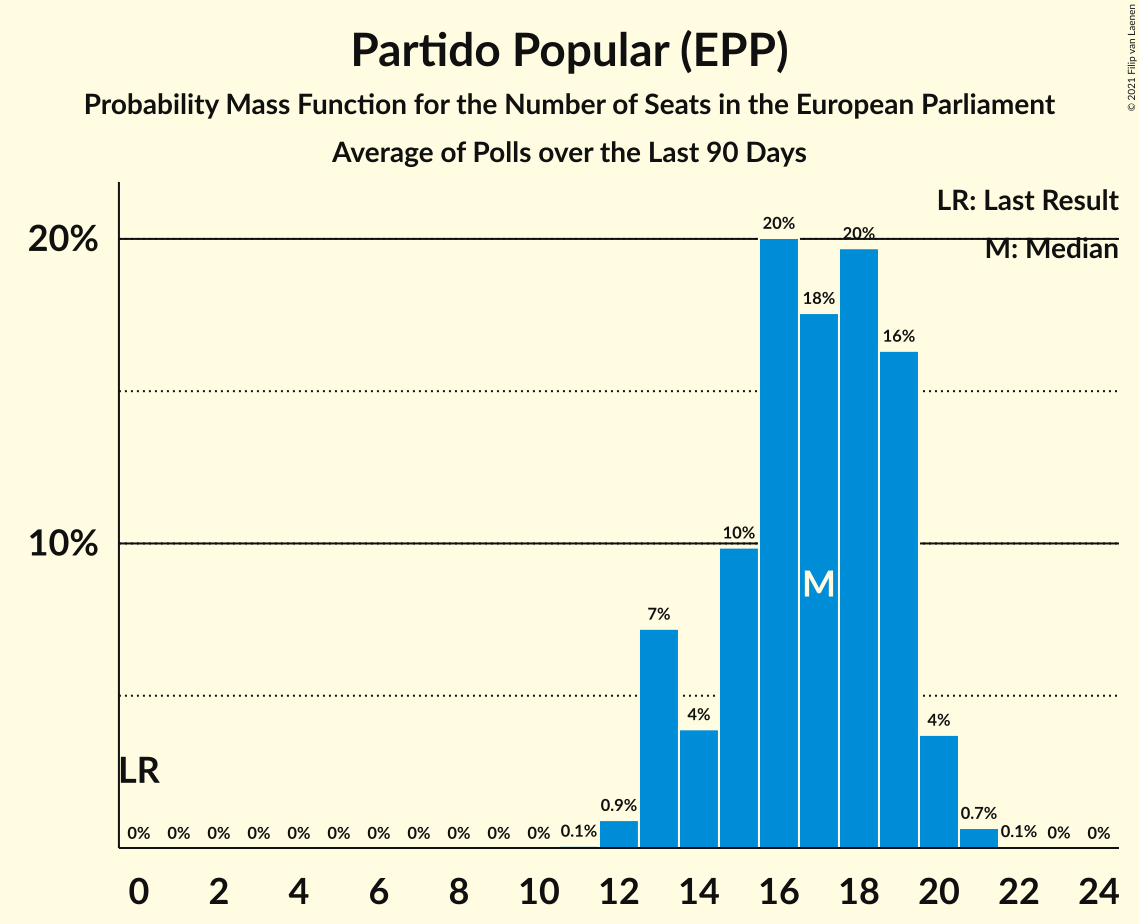 Partido Popular (EPP)
Probability Mass Function for the Number of Seats in the European Parliament
Average of Polls over the Last 90 Days
© 2021 Filip van Laenen
LR: Last Result
M: Median
20%
10%
20%
20%
18%
16%
10%
7%
4%
4%
M
LR
0% 0% 0% 0% 0% 0% 0% 0% 0% 0% 0% 0.1% 0.9% 0.7% 0.1% 0% 0%
0 2 4 6 8 10 12 14 16 18 20 22 24